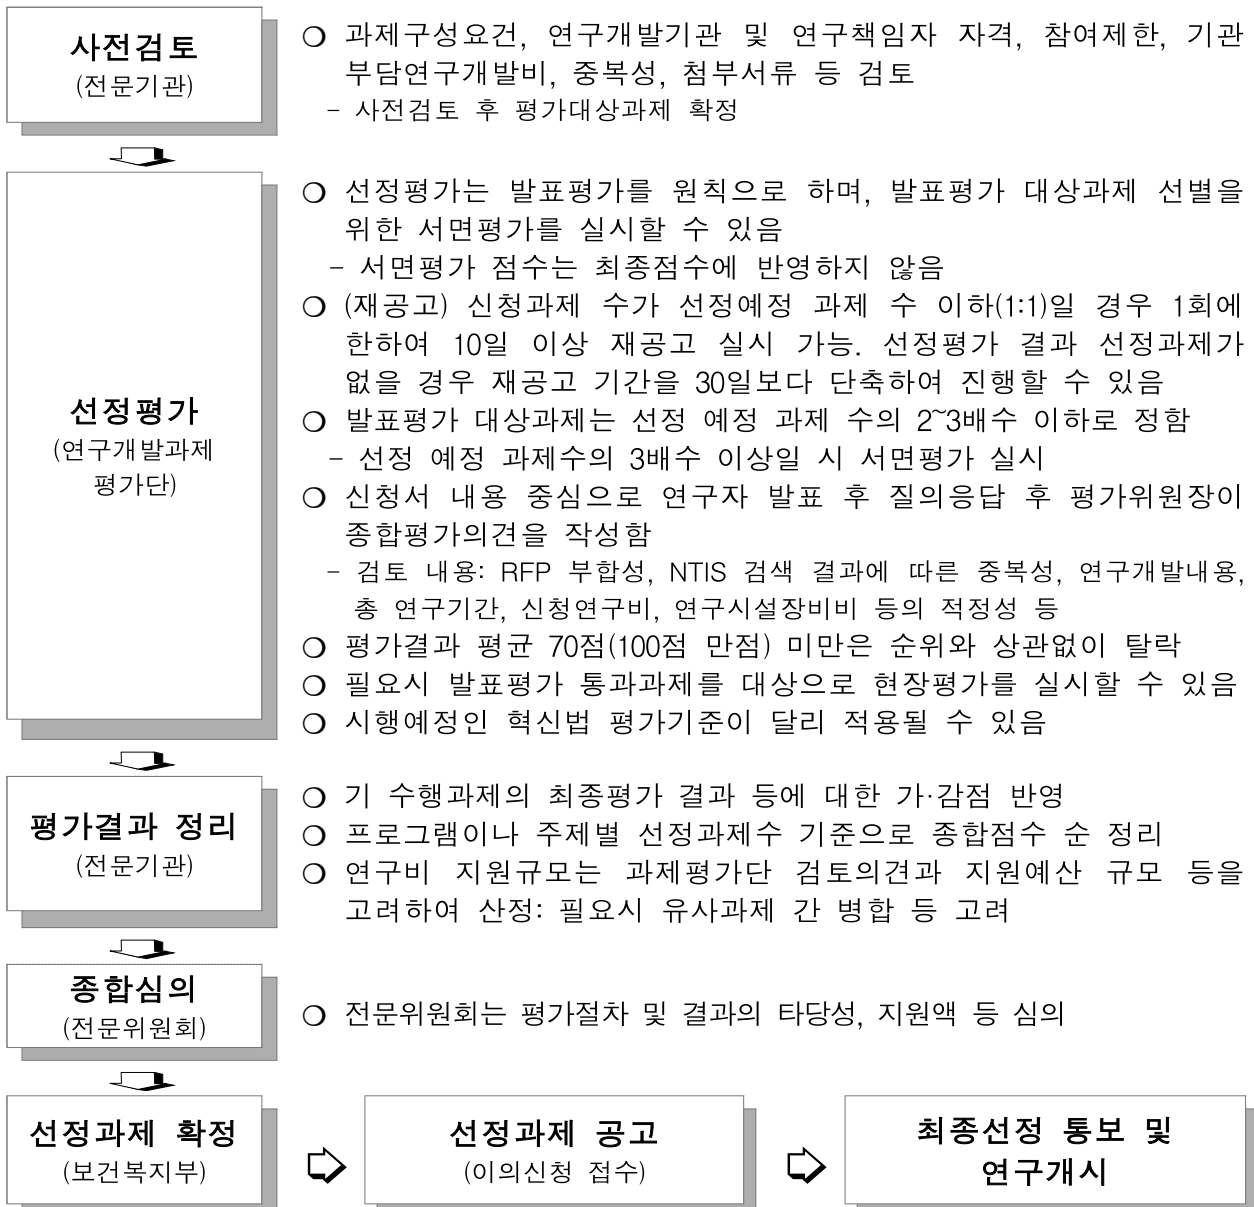 사전검토
(전문기관)
❍ 과제구성요건, 연구개발기관 및 연구책임자 자격, 참여제한, 기관
부담연구개발비, 중복성, 첨부서류 등 검토
- 사전검토 후 평가대상과제 확정
선정평가
(연구개발과제
평가단)
❍ 선정평가는 발표평가를 원칙으로 하며, 발표평가 대상과제 선별을
위한 서면평가를 실시할 수 있음
- 서면평가 점수는 최종점수에 반영하지 않음
❍ (재공고) 신청과제 수가 선정예정 과제 수 이하(1:1)일 경우 1회에
한하여 10일 이상 재공고 실시 가능. 선정평가 결과 선정과제가
없을 경우 재공고 기간을 30일보다 단축하여 진행할 수 있음
❍ 발표평가 대상과제는 선정 예정 과제 수의 2~3배수 이하로 정함
- 선정 예정 과제수의 3배수 이상일 시 서면평가 실시
❍ 신청서 내용 중심으로 연구자 발표 후 질의응답 후 평가위원장이
종합평가의견을 작성함
- 검토 내용: RFP 부합성, NTIS 검색 결과에 따른 중복성, 연구개발내용,
총 연구기간, 신청연구비, 연구시설장비비 등의 적정성 등
❍ 평가결과 평균 70점(100점 만점) 미만은 순위와 상관없이 탈락
❍ 필요시 발표평가 통과과제를 대상으로 현장평가를 실시할 수 있음
❍ 시행예정인 혁신법 평가기준이 달리 적용될 수 있음
평가결과 정리
(전문기관)
❍ 기 수행과제의 최종평가 결과 등에 대한 가·감점 반영
❍ 프로그램이나 주제별 선정과제수 기준으로 종합점수 순 정리
❍ 연구비 지원규모는 과제평가단 검토의견과 지원예산 규모 등을
고려하여 산정: 필요시 유사과제 간 병합 등 고려
종합심의
(전문위원회)
❍ 전문위원회는 평가절차 및 결과의 타당성, 지원액 등 심의
선정과제 확정
(보건복지부)
선정과제 공고
(이의신청 접수)
최종선정 통보 및
연구개시